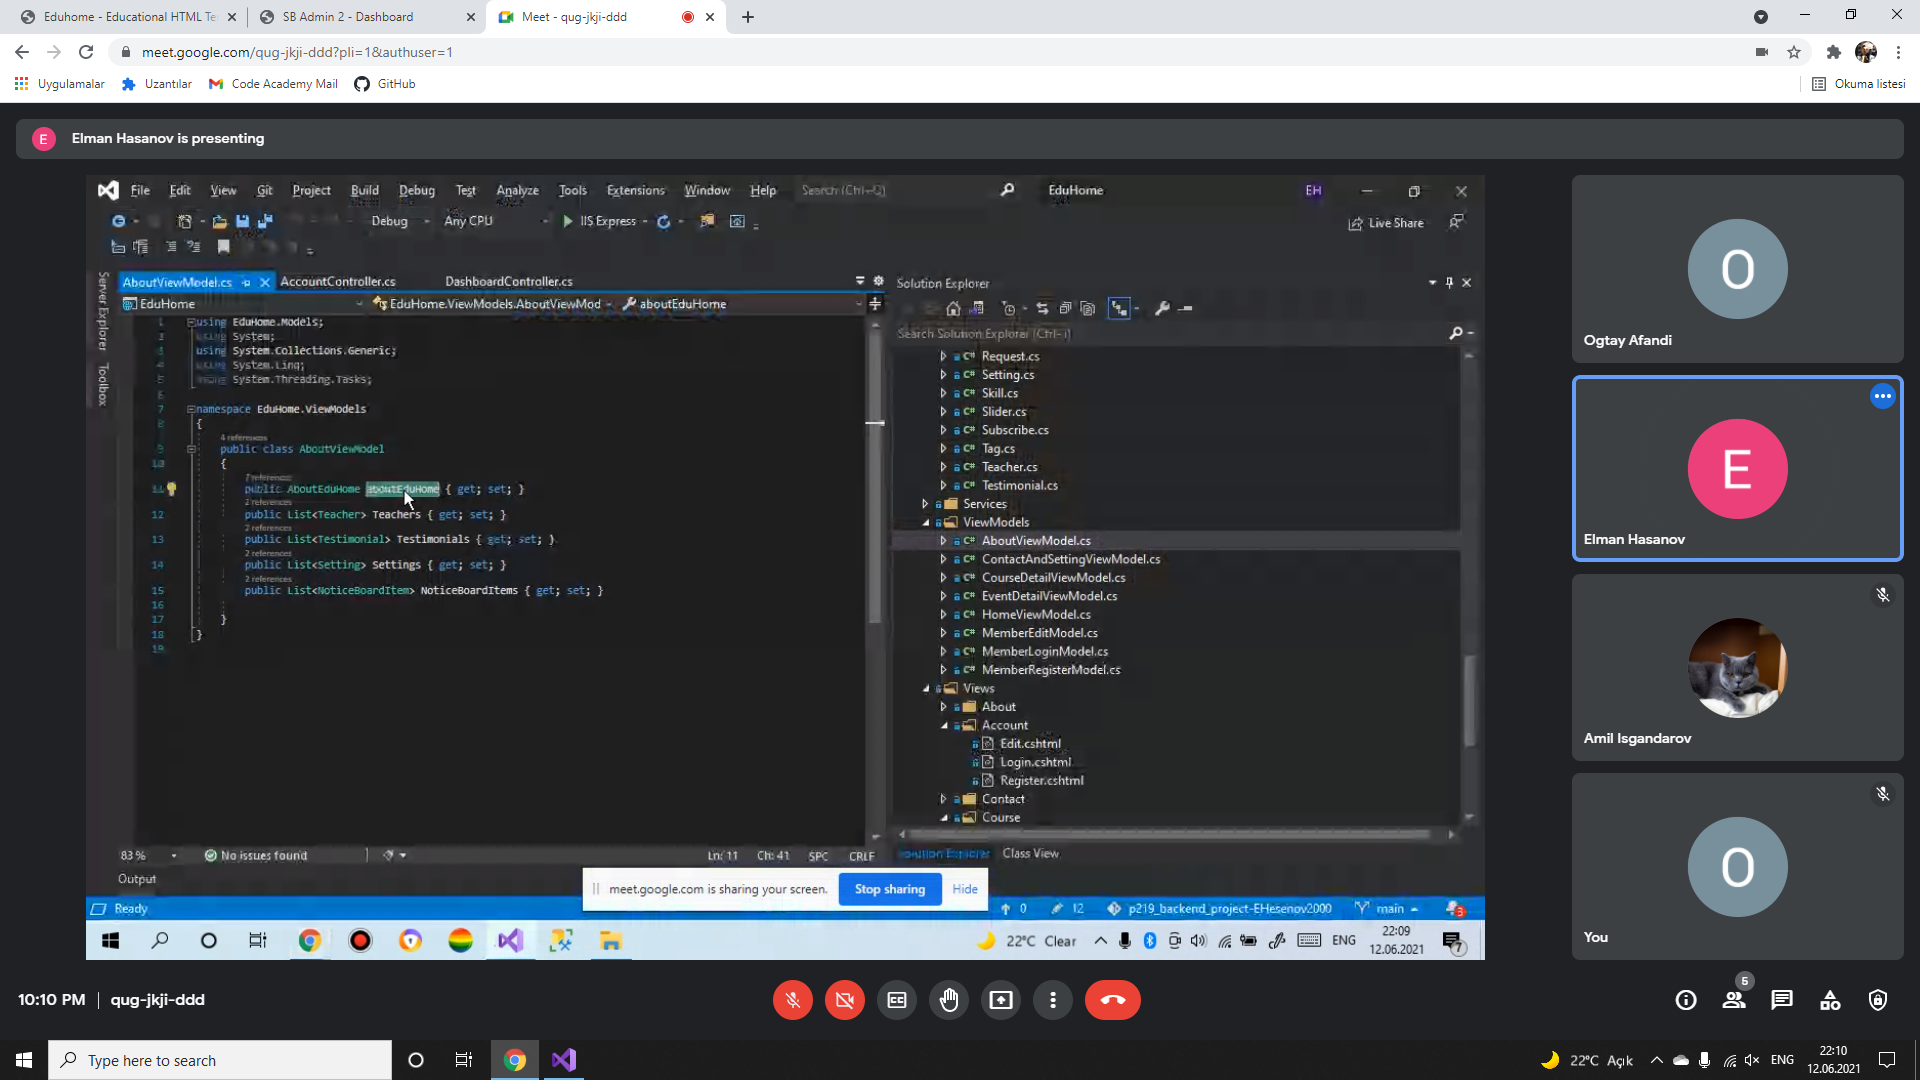 Eduhome - Educational HTML Te
SB Admin 2 - Dashboard
Meet - qug-jkji-ddd
meet.google.com/qug-jkji-ddd?pli=1&authuser=1
Uygulamalar
Uzantılar
Code Academy Mail
GitHub
Okuma listesi
E
Elman Hasanov is presenting
File Edit View Git Project Build Debug Test Analyze Tools Extensions Window Help
Search (Ctrl+Q)
EduHome
EH
Debug
Any CPU
IIS Express
Live Share
Server Explorer
Toolbox
AboutViewModel.cs
AccountController.cs
DashboardController.cs
EduHome
EduHome.ViewModels.AboutViewMod
aboutEduHome
1 using EduHome.Models;
2 using System;
3 using System.Collections.Generic;
4 using System.Linq;
5 using System.Threading.Tasks;
6
7 namespace EduHome.ViewModels
8 {
4 references
9 public class AboutViewModel
10 {
7 references
11 public AboutEduHome aboutEduHome { get; set; }
2 references
12 public List<Teacher> Teachers { get; set; }
2 references
13 public List<Testimonial> Testimonials { get; set; }
2 references
14 public List<Setting> Settings { get; set; }
2 references
15 public List<NoticeBoardItem> NoticeBoardItems { get; set; }
16
17 }
18 }
19
83 %
No issues found
Ln: 11 Ch: 41 SPC CRLF
Output
Ready
Solution Explorer
Search Solution Explorer (Ctrl+ı)
C# Request.cs
C# Setting.cs
C# Skill.cs
C# Slider.cs
C# Subscribe.cs
C# Tag.cs
C# Teacher.cs
C# Testimonial.cs
Services
ViewModels
C# AboutViewModel.cs
C# ContactAndSettingViewModel.cs
C# CourseDetailViewModel.cs
C# EventDetailViewModel.cs
C# HomeViewModel.cs
C# MemberEditModel.cs
C# MemberLoginModel.cs
C# MemberRegisterModel.cs
Views
About
Account
Edit.cshtml
Login.cshtml
Register.cshtml
Contact
Course
Solution Explorer
Class View
meet.google.com is sharing your screen.
Stop sharing
Hide
0
12
p219_backend_project-EHesenov2000
main
3
22°C Clear
ENG
22:09
12.06.2021
7
O
Ogtay Afandi
E
Elman Hasanov
Amil Isgandarov
O
You
10:10 PM | qug-jkji-ddd
5
Type here to search
22°C Açık
ENG
22:10
12.06.2021